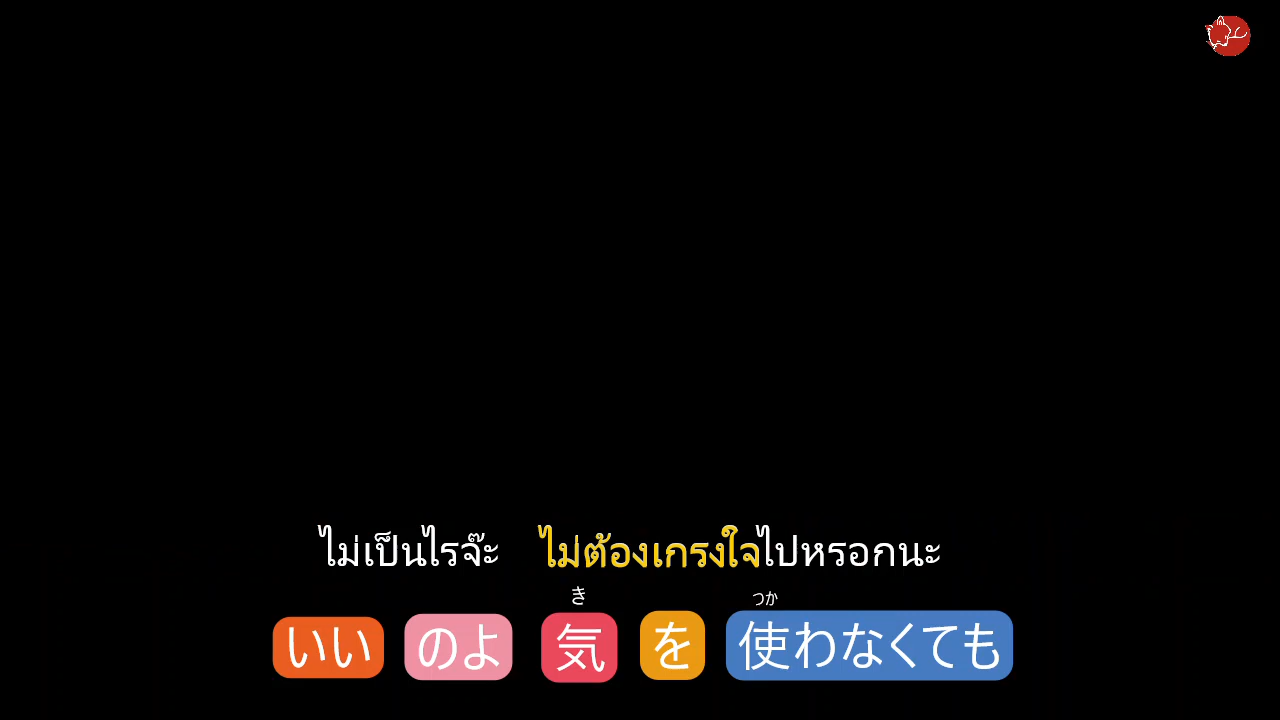 ไม่เป็นไรจ๊ะ ไม่ต้องเกรงใจไปหรอกนะ
き つか
いい のよ 気 を 使わなくても